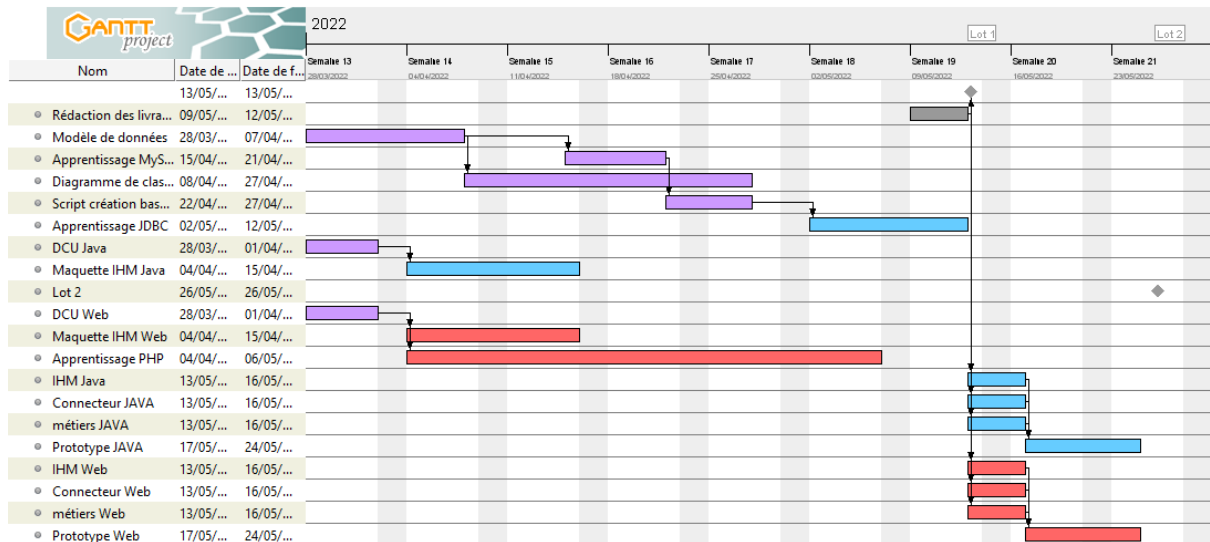 GANTT project
2022
Lot 1
Lot 2
Semaine 13 Semaine 14 Semaine 15 Semaine 16 Semaine 17 Semaine 18 Semaine 19 Semaine 20 Semaine 21
28/03/2022 04/04/2022 11/04/2022 18/04/2022 25/04/2022 02/05/2022 09/05/2022 16/05/2022 23/05/2022
Nom Date de ... Date de f...
13/05/... 13/05/...
Rédaction des livra... 09/05/... 12/05/...
Modèle de données 28/03/... 07/04/...
Apprentissage MyS... 15/04/... 21/04/...
Diagramme de clas... 08/04/... 27/04/...
Script création bas... 22/04/... 27/04/...
Apprentissage JDBC 02/05/... 12/05/...
DCU Java 28/03/... 01/04/...
Maquette IHM Java 04/04/... 15/04/...
Lot 2 26/05/... 26/05/...
DCU Web 28/03/... 01/04/...
Maquette IHM Web 04/04/... 15/04/...
Apprentissage PHP 04/04/... 06/05/...
IHM Java 13/05/... 16/05/...
Connecteur JAVA 13/05/... 16/05/...
métiers JAVA 13/05/... 16/05/...
Prototype JAVA 17/05/... 24/05/...
IHM Web 13/05/... 16/05/...
Connecteur Web 13/05/... 16/05/...
métiers Web 13/05/... 16/05/...
Prototype Web 17/05/... 24/05/...